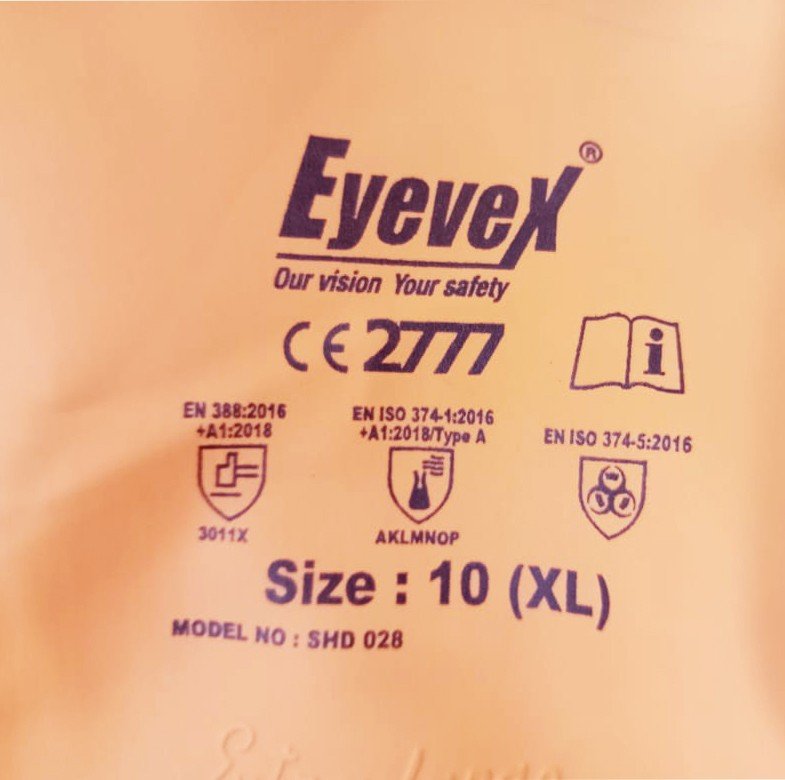 Eyevex®
Our vision Your safety
CE 2777
i
EN 388:2016
+A1:2018
3011X
EN ISO 374-1:2016
+A1:2018/Type A
AKLMNOP
EN ISO 374-5:2016
Size : 10 (XL)
MODEL NO : SHD 028